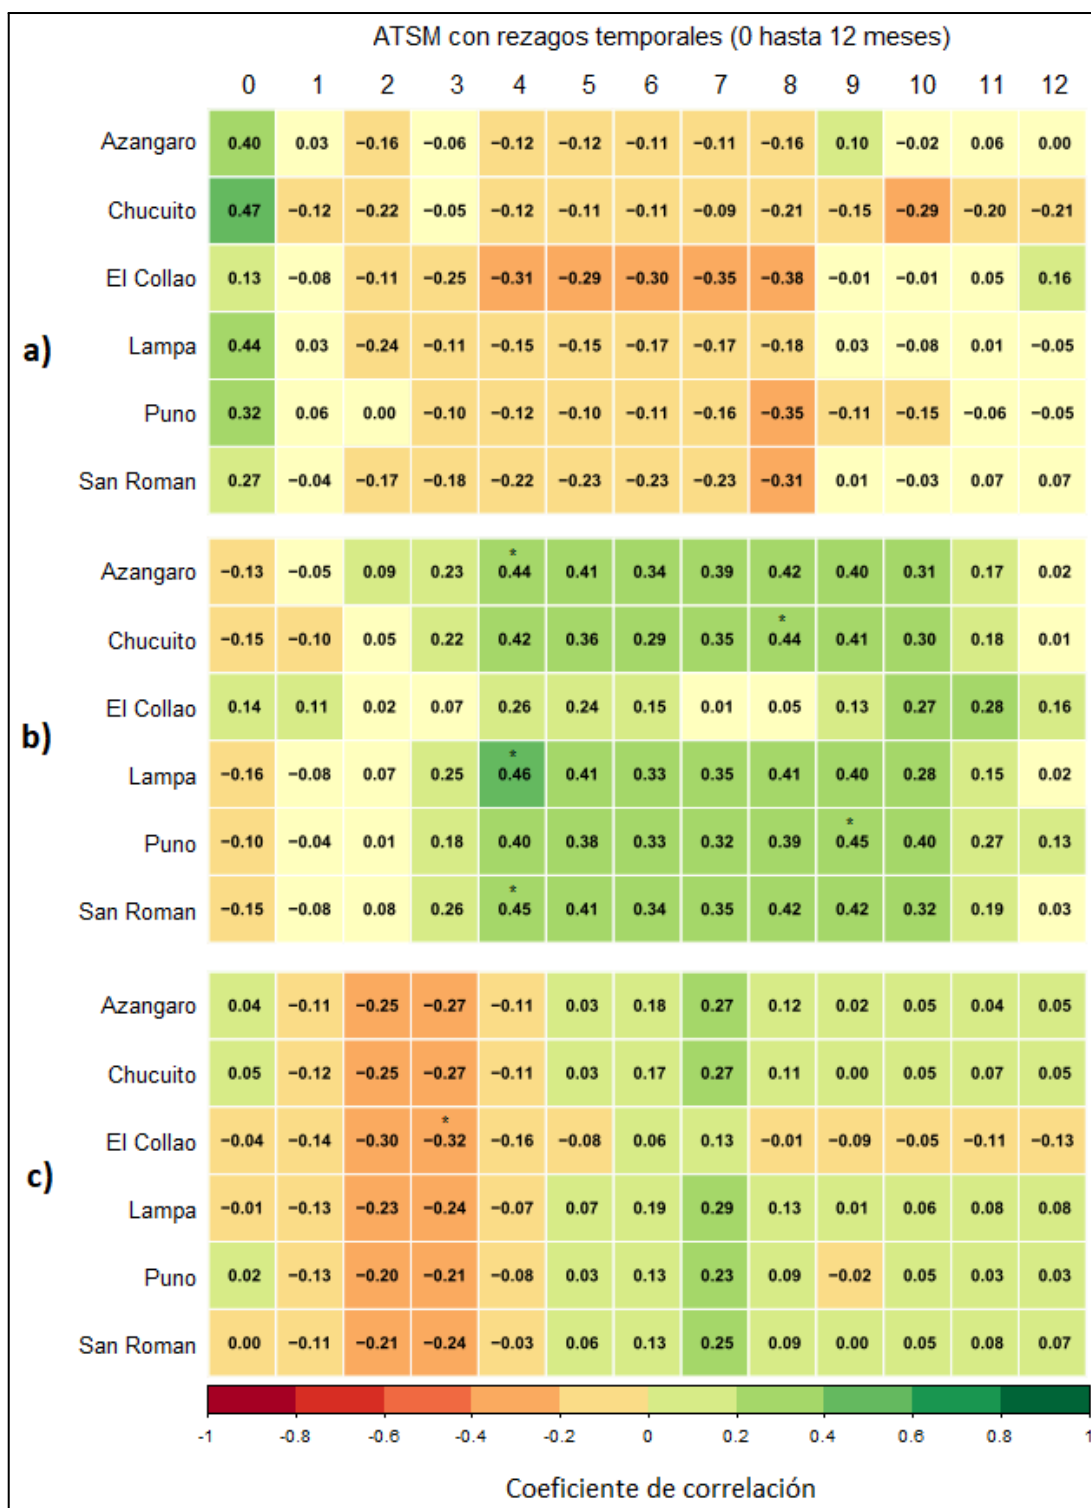 ATSM con rezagos temporales (0 hasta 12 meses)
0 1 2 3 4 5 6 7 8 9 10 11 12
a)
Azangaro 0.40 0.03 −0.16 −0.06 −0.12 −0.12 −0.11 −0.11 −0.16 0.10 −0.02 0.06 0.00
Chucuito 0.47 −0.12 −0.22 −0.05 −0.12 −0.11 −0.11 −0.09 −0.21 −0.15 −0.29 −0.20 −0.21
El Collao 0.13 −0.08 −0.11 −0.25 −0.31 −0.29 −0.30 −0.35 −0.38 −0.01 −0.01 0.05 0.16
Lampa 0.44 0.03 −0.24 −0.11 −0.15 −0.15 −0.17 −0.17 −0.18 0.03 −0.08 0.01 −0.05
Puno 0.32 0.06 0.00 −0.10 −0.12 −0.10 −0.11 −0.16 −0.35 −0.11 −0.15 −0.06 −0.05
San Roman 0.27 −0.04 −0.17 −0.18 −0.22 −0.23 −0.23 −0.23 −0.31 0.01 −0.03 0.07 0.07
b)
Azangaro −0.13 −0.05 0.09 0.23 *0.44 0.41 0.34 0.39 0.42 0.40 0.31 0.17 0.02
Chucuito −0.15 −0.10 0.05 0.22 0.42 0.36 0.29 0.35 *0.44 0.41 0.30 0.18 0.01
El Collao 0.14 0.11 0.02 0.07 0.26 0.24 0.15 0.01 0.05 0.13 0.27 0.28 0.16
Lampa −0.16 −0.08 0.07 0.25 *0.46 0.41 0.33 0.35 0.41 0.40 0.28 0.15 0.02
Puno −0.10 −0.04 0.01 0.18 0.40 0.38 0.33 0.32 0.39 *0.45 0.40 0.27 0.13
San Roman −0.15 −0.08 0.08 0.26 *0.45 0.41 0.34 0.35 0.42 0.42 0.32 0.19 0.03
c)
Azangaro 0.04 −0.11 −0.25 −0.27 −0.11 0.03 0.18 0.27 0.12 0.02 0.05 0.04 0.05
Chucuito 0.05 −0.12 −0.25 −0.27 −0.11 0.03 0.17 0.27 0.11 0.00 0.05 0.07 0.05
El Collao −0.04 −0.14 −0.30 *−0.32 −0.16 −0.08 0.06 0.13 −0.01 −0.09 −0.05 −0.11 −0.13
Lampa −0.01 −0.13 −0.23 −0.24 −0.07 0.07 0.19 0.29 0.13 0.01 0.06 0.08 0.08
Puno 0.02 −0.13 −0.20 −0.21 −0.08 0.03 0.13 0.23 0.09 −0.02 0.05 0.03 0.03
San Roman 0.00 −0.11 −0.21 −0.24 −0.03 0.06 0.13 0.25 0.09 0.00 0.05 0.08 0.07
-1 -0.8 -0.6 -0.4 -0.2 0 0.2 0.4 0.6 0.8 1
Coeficiente de correlación